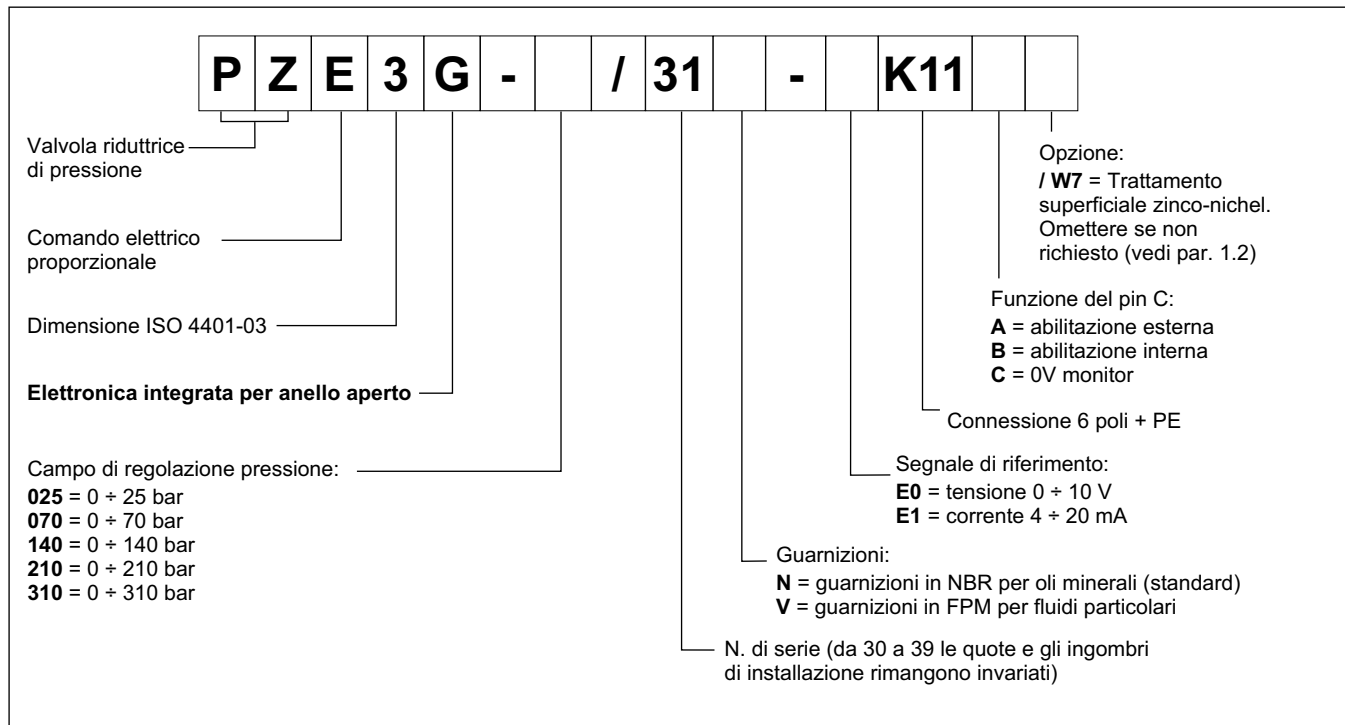 P Z E 3 G - / 31 - K11
Valvola riduttrice
di pressione
Comando elettrico
proporzionale
Dimensione ISO 4401-03
Elettronica integrata per anello aperto
Campo di regolazione pressione:
025 = 0 ÷ 25 bar
070 = 0 ÷ 70 bar
140 = 0 ÷ 140 bar
210 = 0 ÷ 210 bar
310 = 0 ÷ 310 bar
Opzione:
/ W7 = Trattamento
superficiale zinco-nichel.
Omettere se non
richiesto (vedi par. 1.2)
Funzione del pin C:
A = abilitazione esterna
B = abilitazione interna
C = 0V monitor
Connessione 6 poli + PE
Segnale di riferimento:
E0 = tensione 0 ÷ 10 V
E1 = corrente 4 ÷ 20 mA
Guarnizioni:
N = guarnizioni in NBR per oli minerali (standard)
V = guarnizioni in FPM per fluidi particolari
N. di serie (da 30 a 39 le quote e gli ingombri
di installazione rimangono invariati)